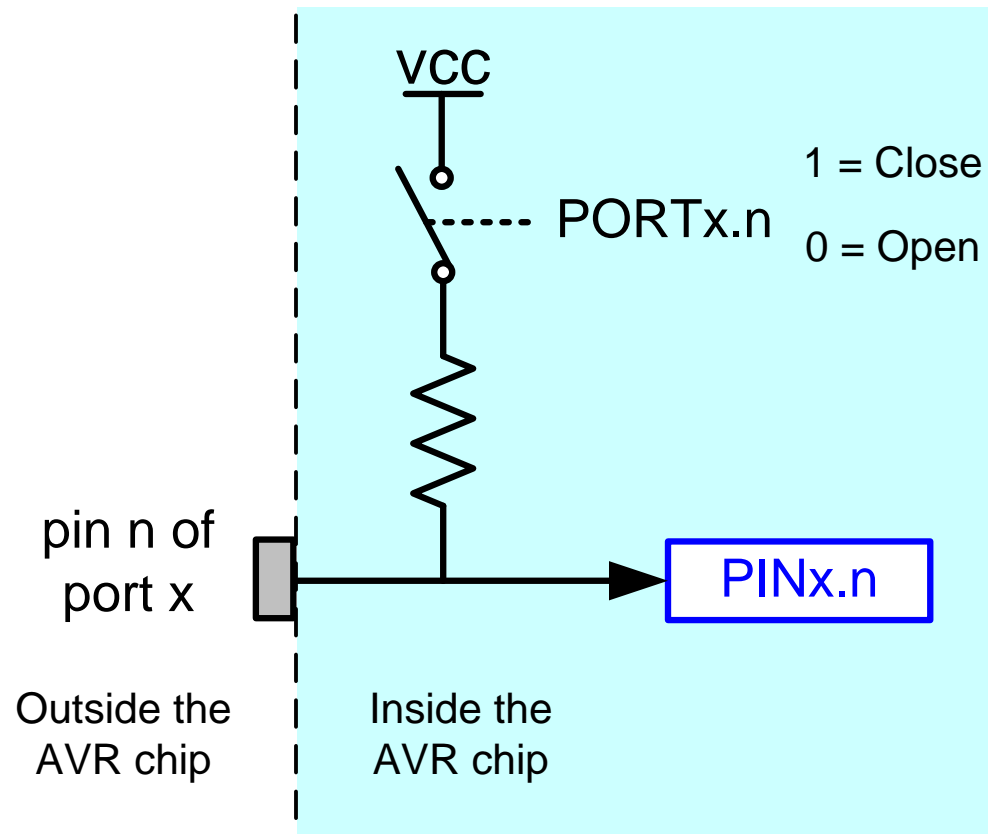 VCC
1 = Close
PORTx.n
0 = Open
pin n of
port x
PINx.n
Outside the
AVR chip
Inside the
AVR chip